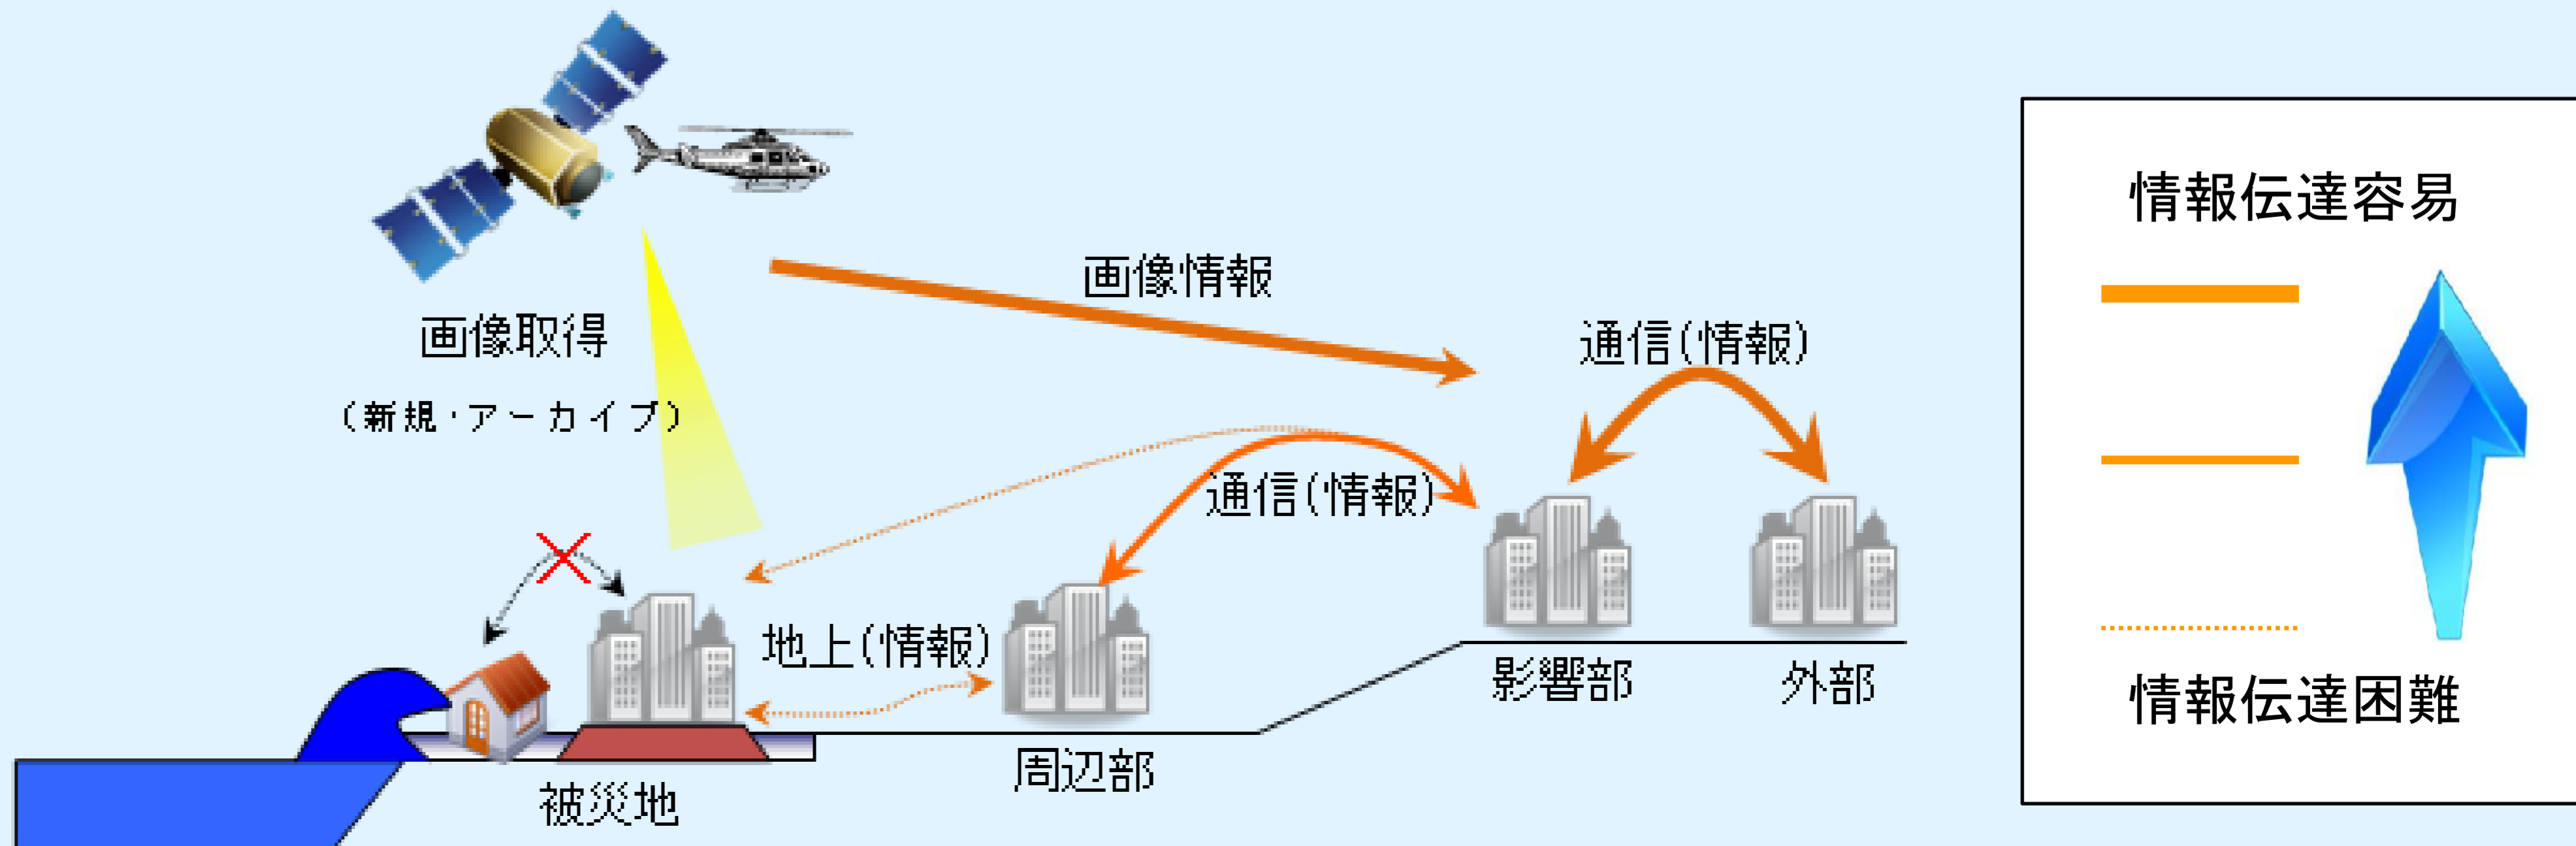 画像取得
(新規・アーカイブ)
画像情報
通信(情報)
通信(情報)
地上(情報)
被災地
周辺部
影響部
外部
情報伝達容易
情報伝達困難